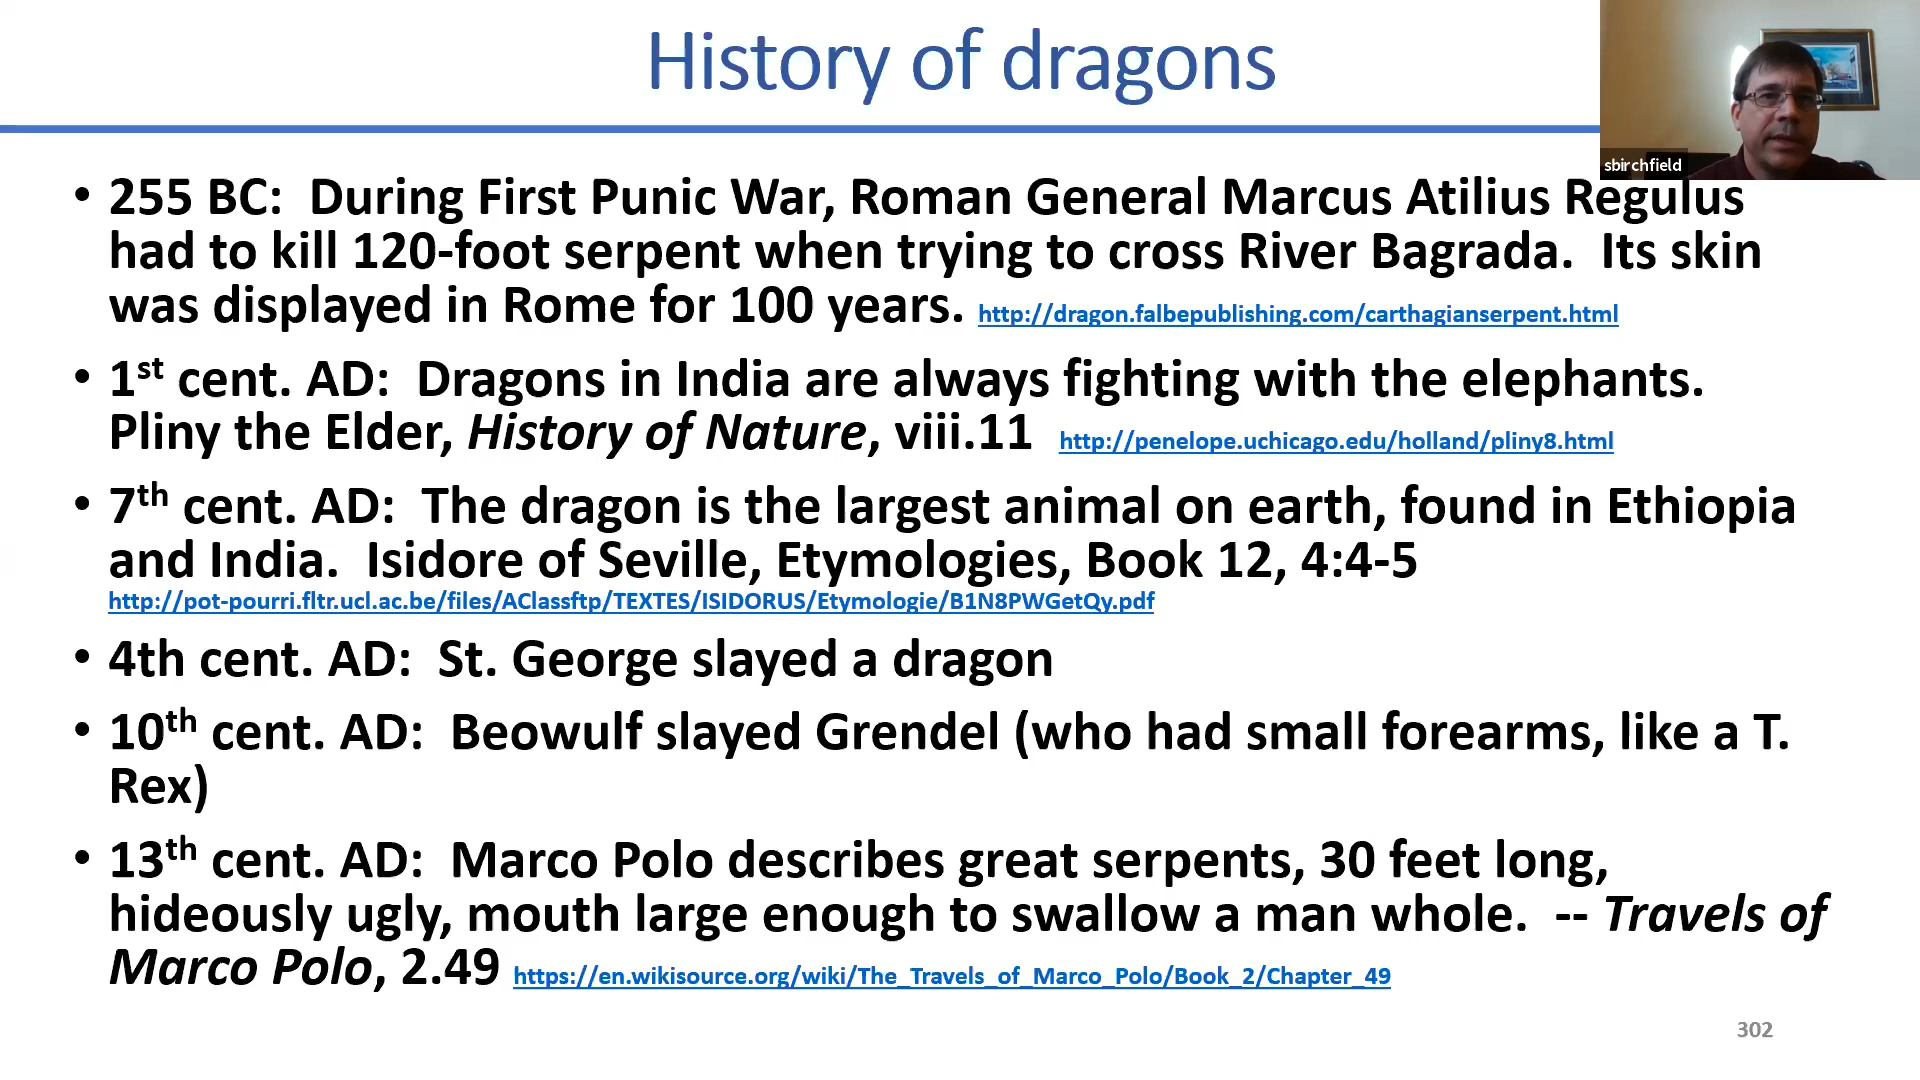 History of dragons
sbirchfield
• 255 BC: During First Punic War, Roman General Marcus Atilius Regulus
had to kill 120-foot serpent when trying to cross River Bagrada. Its skin
was displayed in Rome for 100 years. http://dragon.falbepublishing.com/carthagianserpent.html
• 1st cent. AD: Dragons in India are always fighting with the elephants.
Pliny the Elder, History of Nature, viii.11 http://penelope.uchicago.edu/holland/pliny8.html
• 7th cent. AD: The dragon is the largest animal on earth, found in Ethiopia
and India. Isidore of Seville, Etymologies, Book 12, 4:4-5
http://pot-pourri.fltr.ucl.ac.be/files/AClassftp/TEXTES/ISIDORUS/Etymologie/B1N8PWGetQy.pdf
• 4th cent. AD: St. George slayed a dragon
• 10th cent. AD: Beowulf slayed Grendel (who had small forearms, like a T.
Rex)
• 13th cent. AD: Marco Polo describes great serpents, 30 feet long,
hideously ugly, mouth large enough to swallow a man whole. -- Travels of
Marco Polo, 2.49 https://en.wikisource.org/wiki/The_Travels_of_Marco_Polo/Book_2/Chapter_49
302